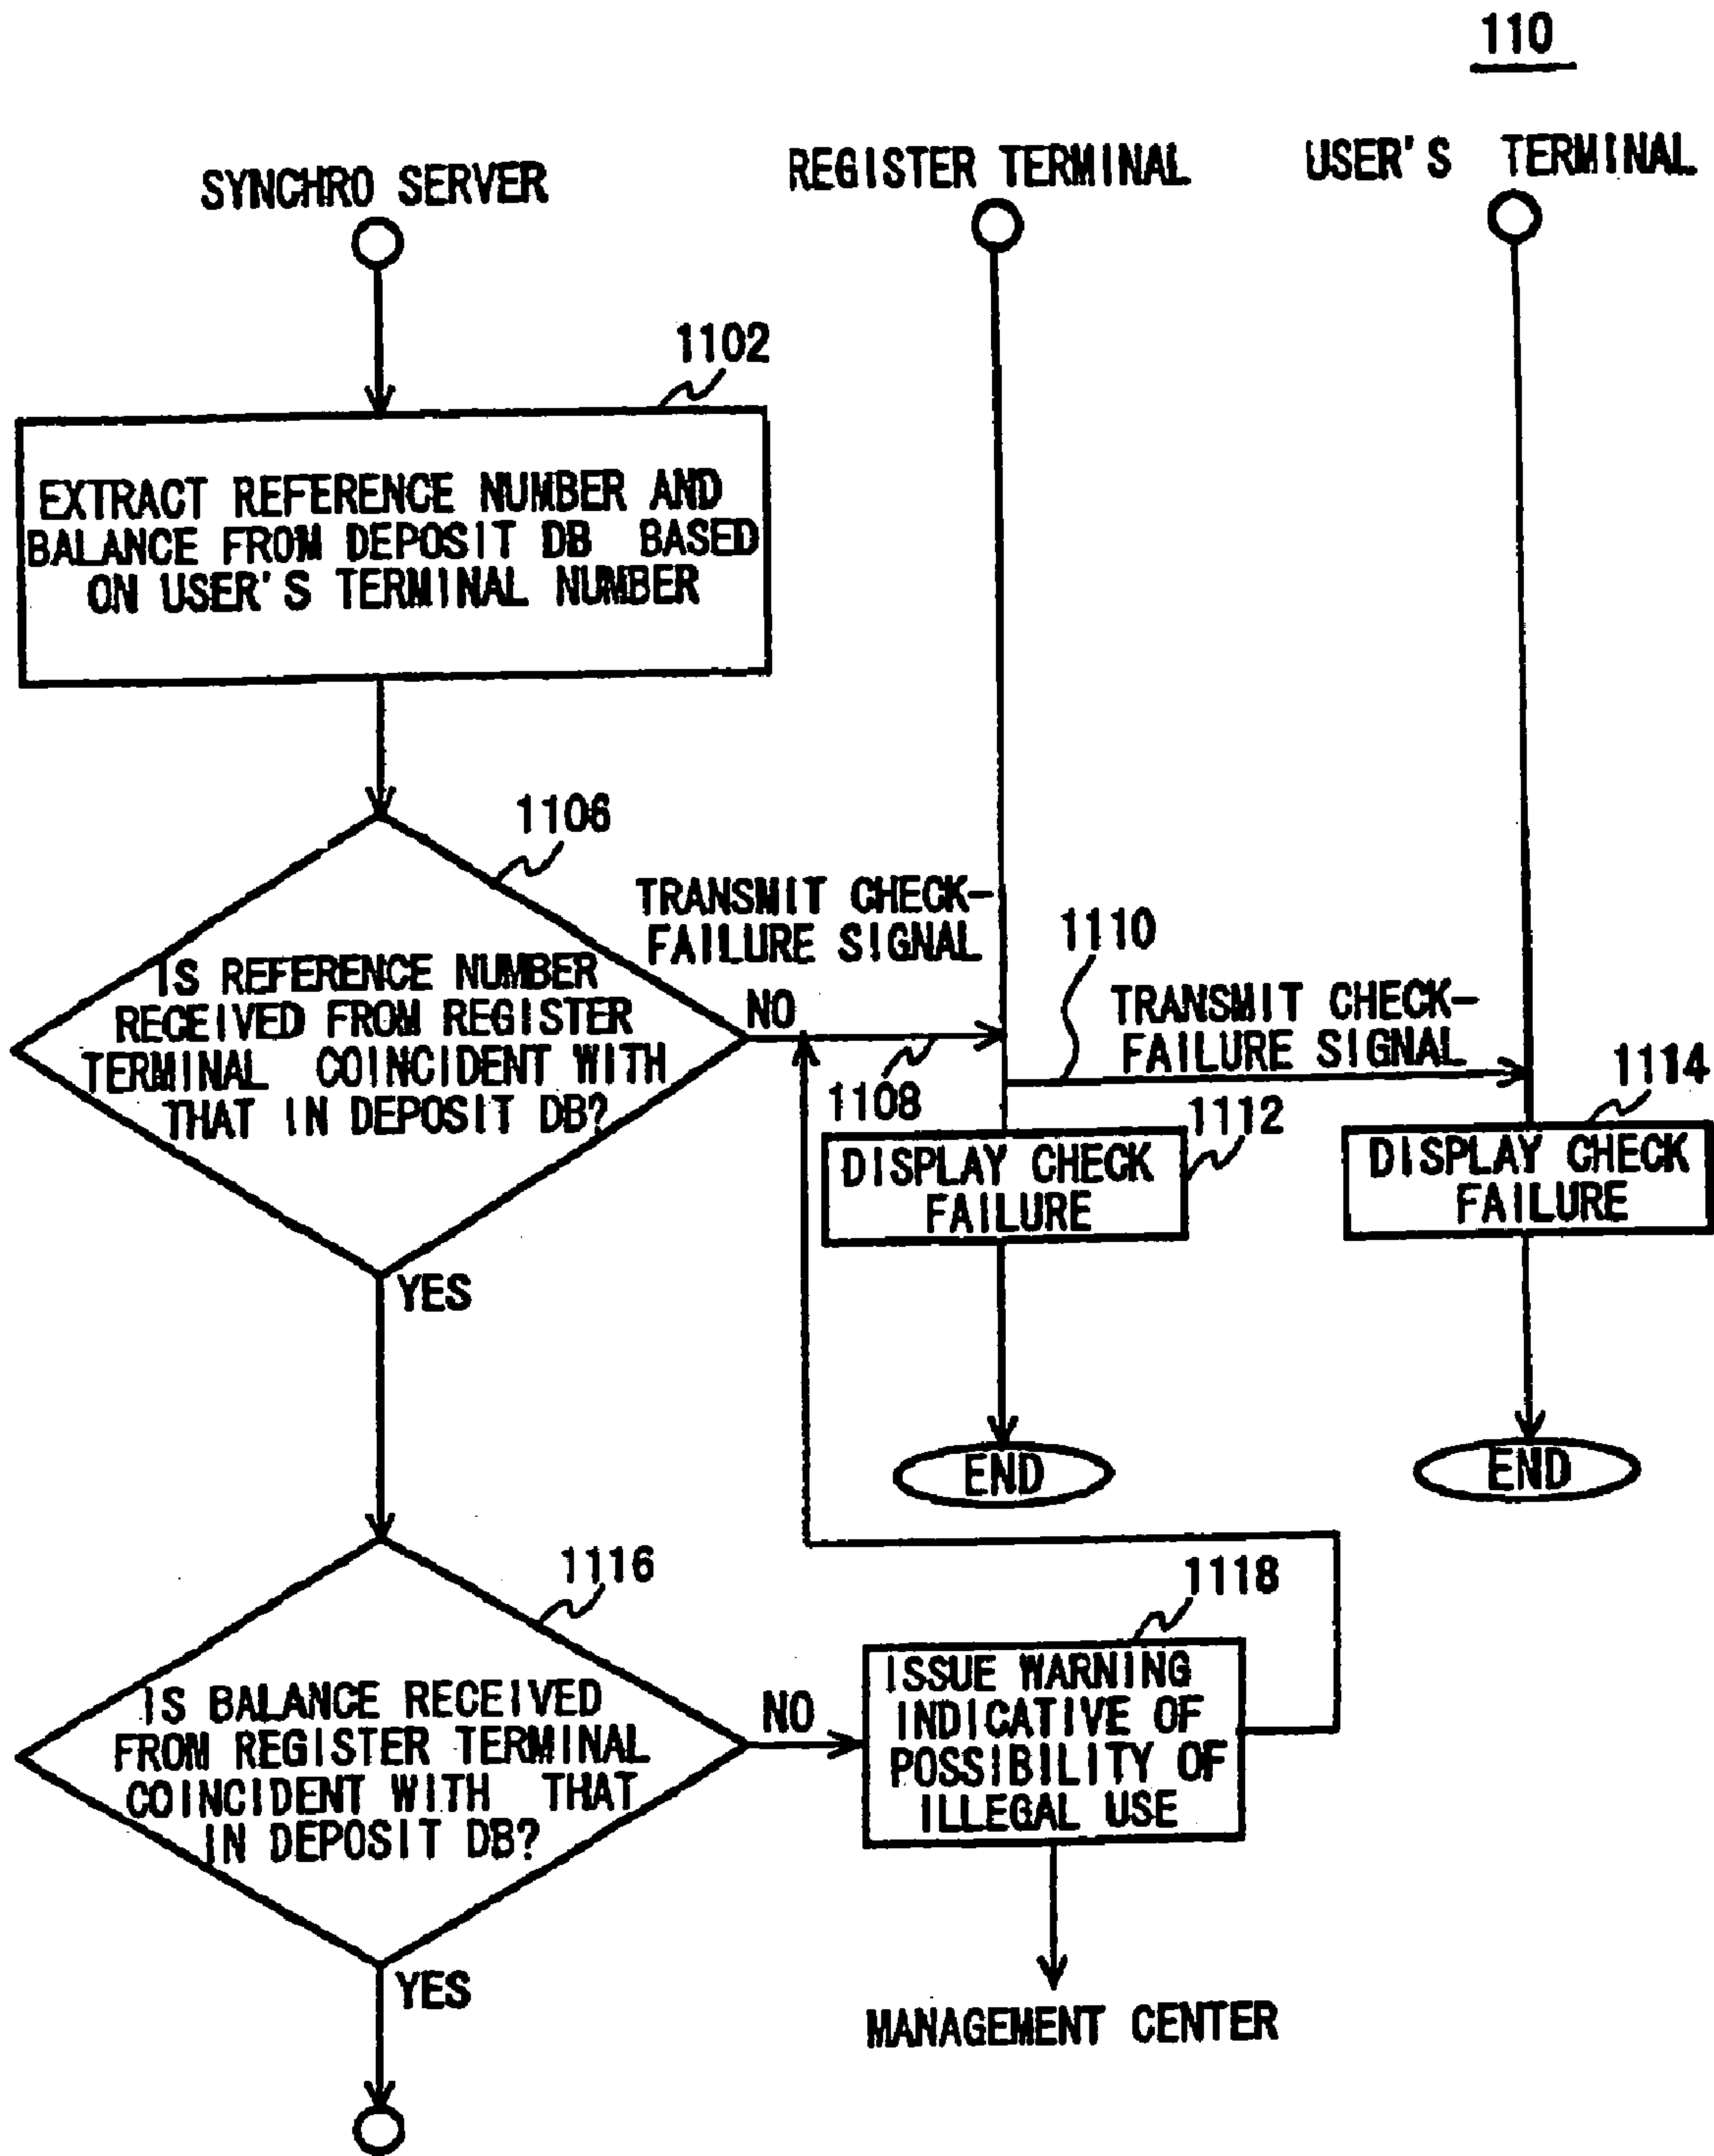 110
SYNCHRO SERVER
REGISTER TERMINAL
USER'S TERMINAL
1102
EXTRACT REFERENCE NUMBER AND
BALANCE FROM DEPOSIT DB BASED
ON USER'S TERMINAL NUMBER
1106
TRANSMIT CHECK-
FAILURE SIGNAL
IS REFERENCE NUMBER
RECEIVED FROM REGISTER
TERMINAL COINCIDENT WITH
THAT IN DEPOSIT DB?
NO
1108
1110
TRANSMIT CHECK-
FAILURE SIGNAL
1112
DISPLAY CHECK
FAILURE
1114
DISPLAY CHECK
FAILURE
YES
END
END
1116
IS BALANCE RECEIVED
FROM REGISTER TERMINAL
COINCIDENT WITH THAT
IN DEPOSIT DB?
NO
1118
ISSUE WARNING
INDICATIVE OF
POSSIBILITY OF
ILLEGAL USE
YES
MANAGEMENT CENTER